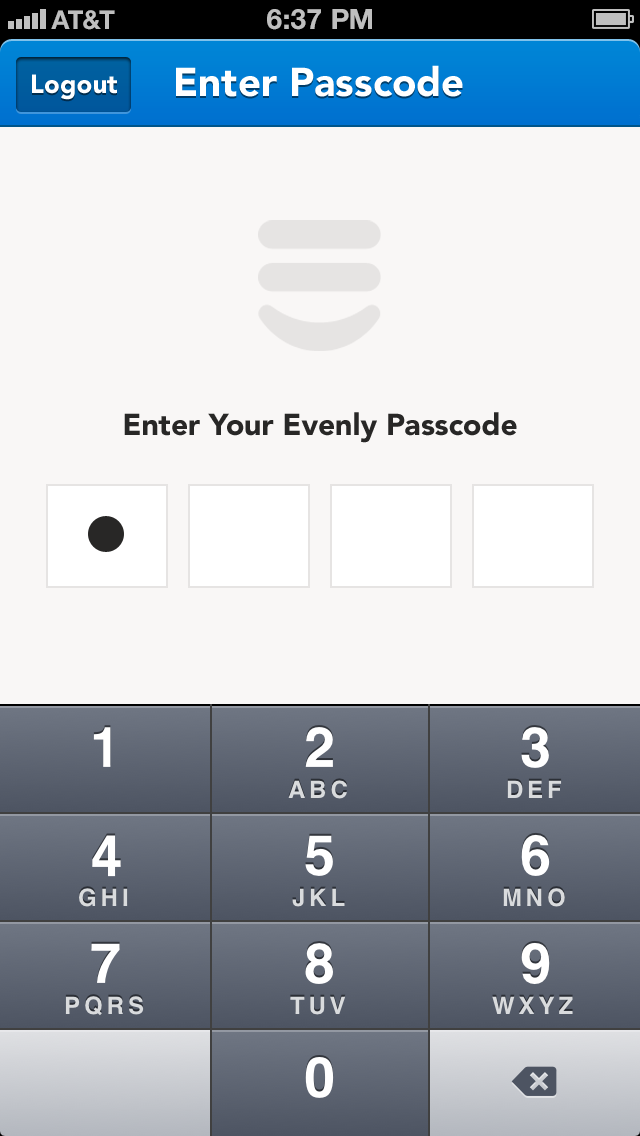 AT&T 6:37 PM
Logout Enter Passcode
Enter Your Evenly Passcode
1 2 3
ABC DEF
4 5 6
GHI JKL MNO
7 8 9
PQRS TUV WXYZ
0